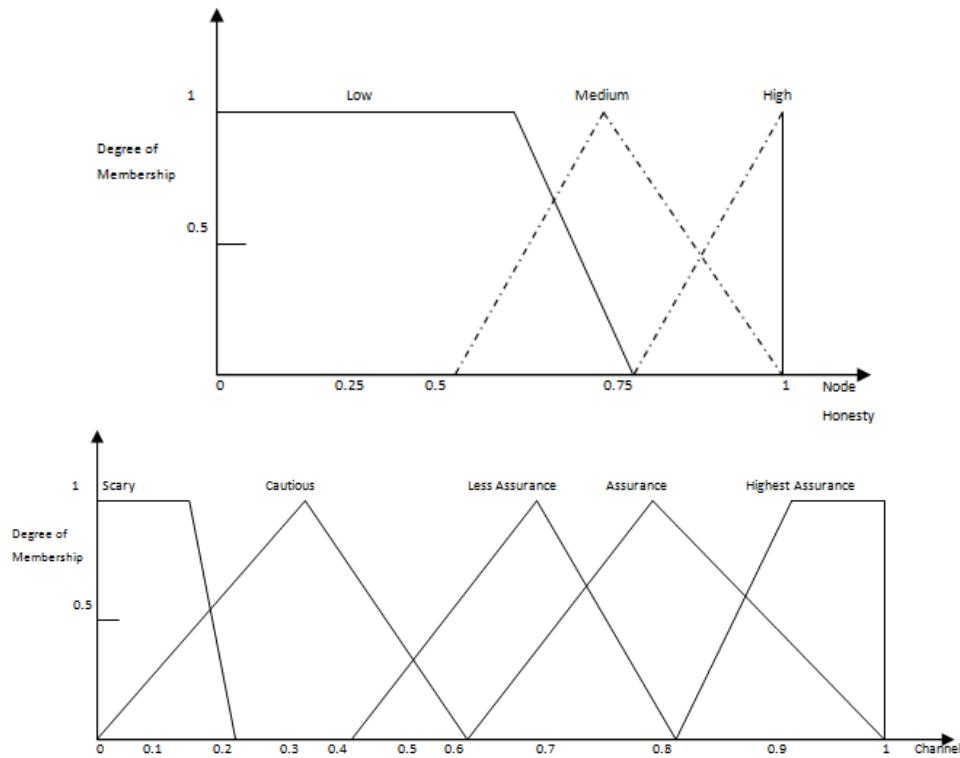 1 Low Medium High
Degree of
Membership
0.5
0 0.25 0.5 0.75 1 Node
Honesty
1 Scary Cautious Less Assurance Assurance Highest Assurance
Degree of
Membership
0.5
0 0.1 0.2 0.3 0.4 0.5 0.6 0.7 0.8 0.9 1 Channel